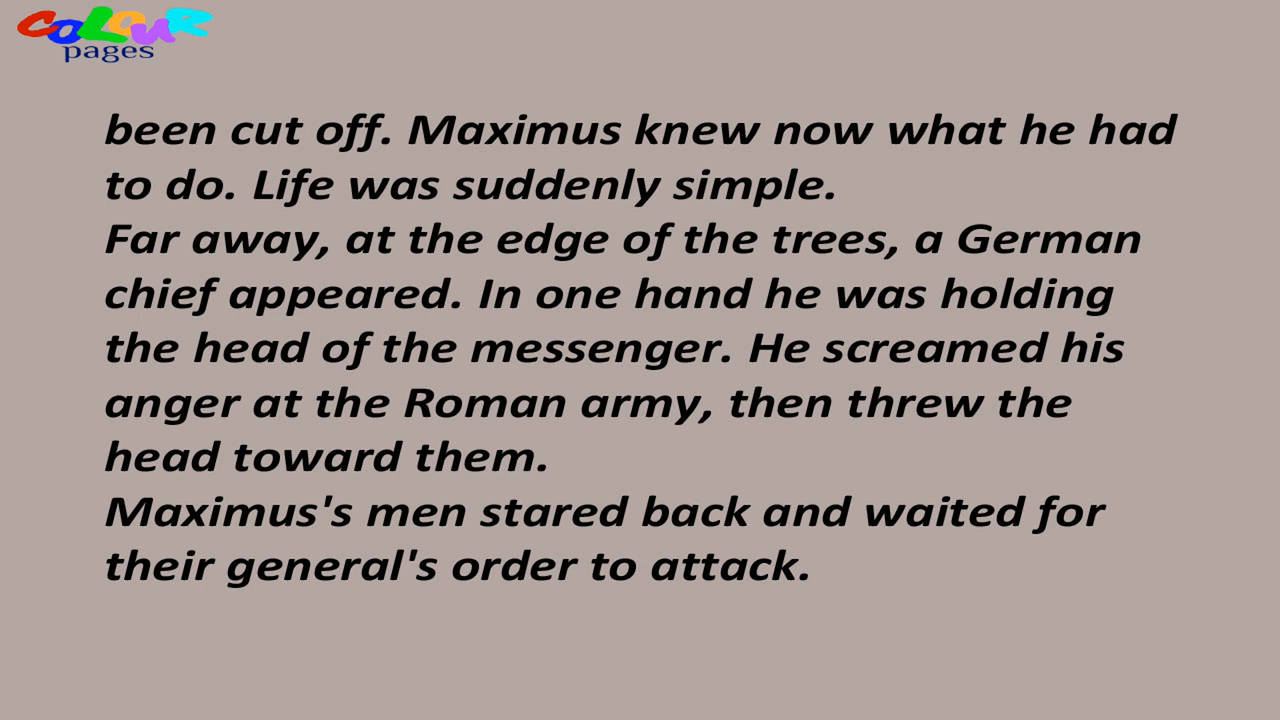 COLOUR
pages
been cut off. Maximus knew now what he had
to do. Life was suddenly simple.
Far away, at the edge of the trees, a German
chief appeared. In one hand he was holding
the head of the messenger. He screamed his
anger at the Roman army, then threw the
head toward them.
Maximus's men stared back and waited for
their general's order to attack.